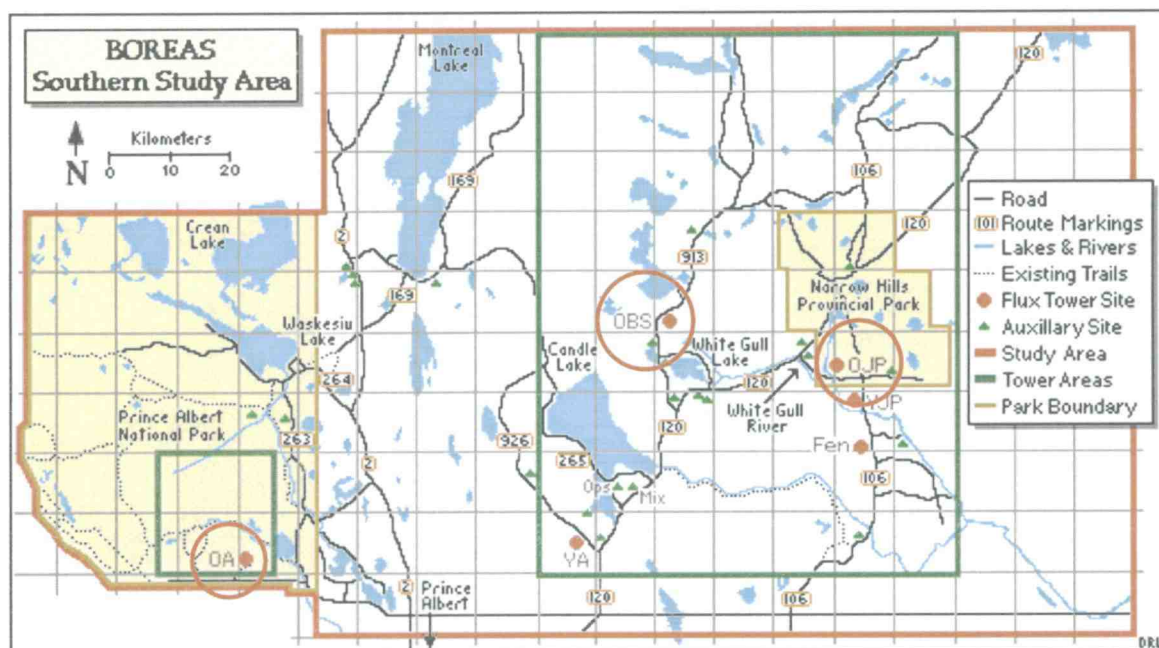 BOREAS
Southern Study Area
N
Kilometers
0 10 20
Montreal
Lake
120
169
106
2
Crean
Lake
120
913
169
Narrow Hills
Provincial Park
OBS
Waskesiu
Lake
White Gull
Lake
Candle
Lake
OJP
264
120
White Gull
River
YJP
Prince Albert
National Park
263
926
120
Fen
265
2
106
Ops
Mix
OA
YA
2
Prince
Albert
120
106
Road
101 Route Markings
Lakes & Rivers
Existing Trails
Flux Tower Site
Auxillary Site
Study Area
Tower Areas
Park Boundary